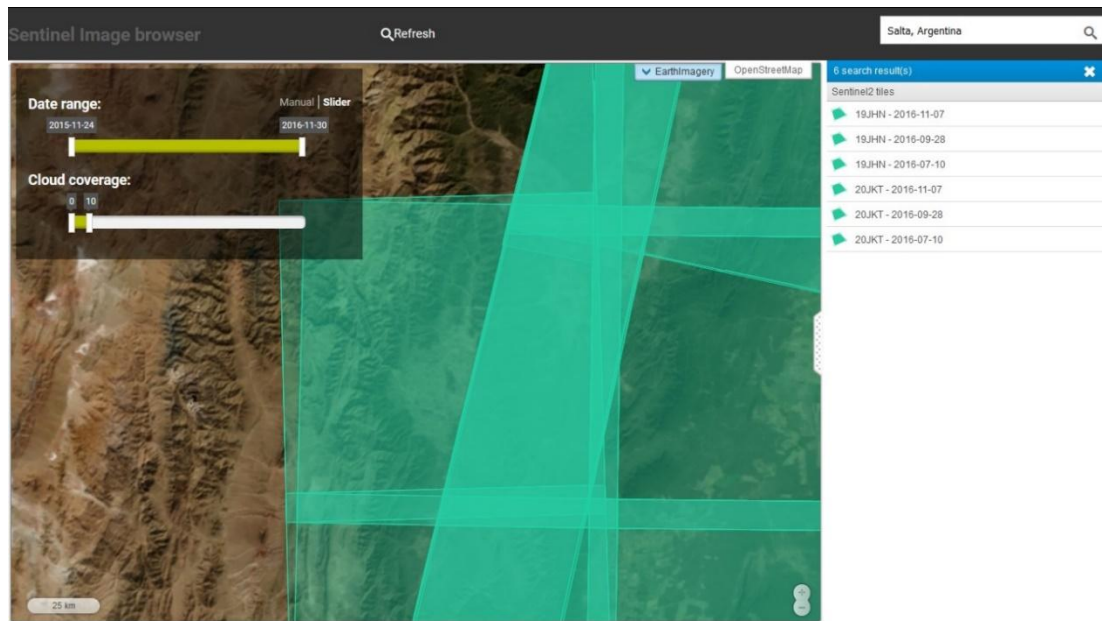 Sentinel Image browser
Refresh
Salta, Argentina
EarthImagery
OpenStreetMap
Date range:
Manual | Slider
2015-11-24
2016-11-30
Cloud coverage:
0
10
25 km
6 search result(s)
Sentinel2 tiles
19JHN - 2016-11-07
19JHN - 2016-09-28
19JHN - 2016-07-10
20JKT - 2016-11-07
20JKT - 2016-09-28
20JKT - 2016-07-10